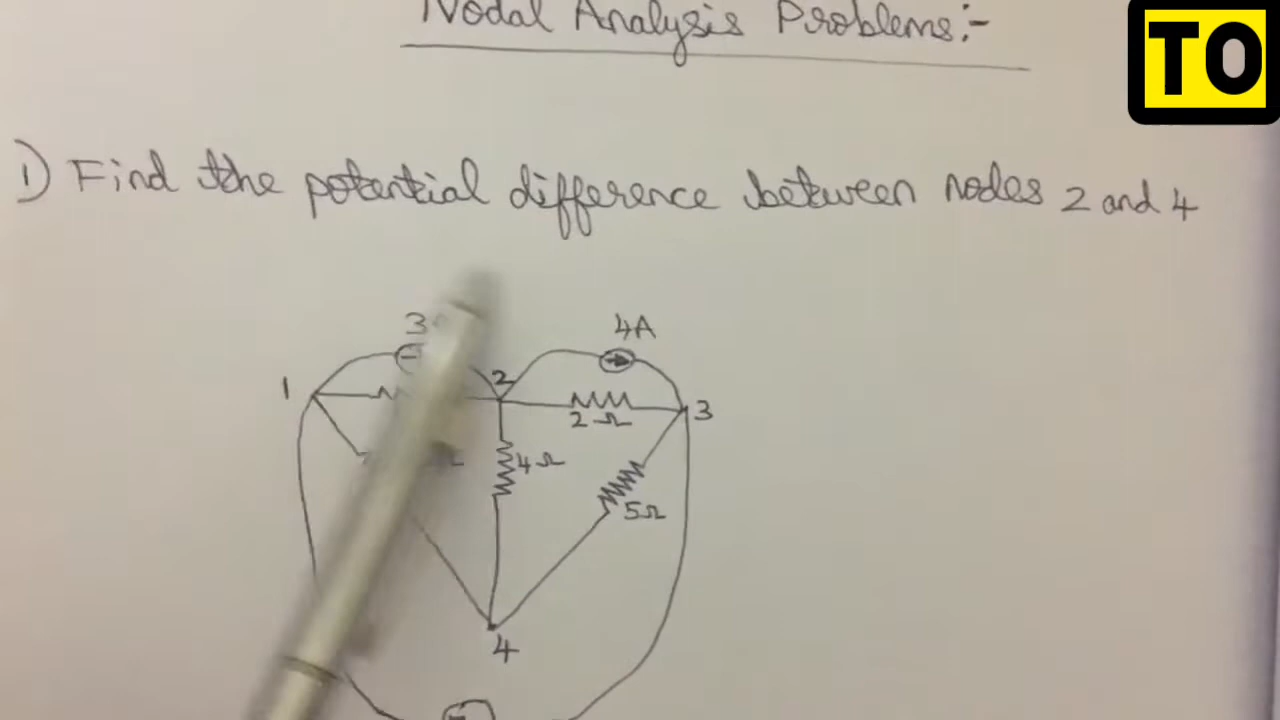 TO
Nodal Analysis Problems:-
1) Find the potential difference between nodes 2 and 4
3
4A
1
2
2Ω
3
4Ω
Ω
5Ω
4